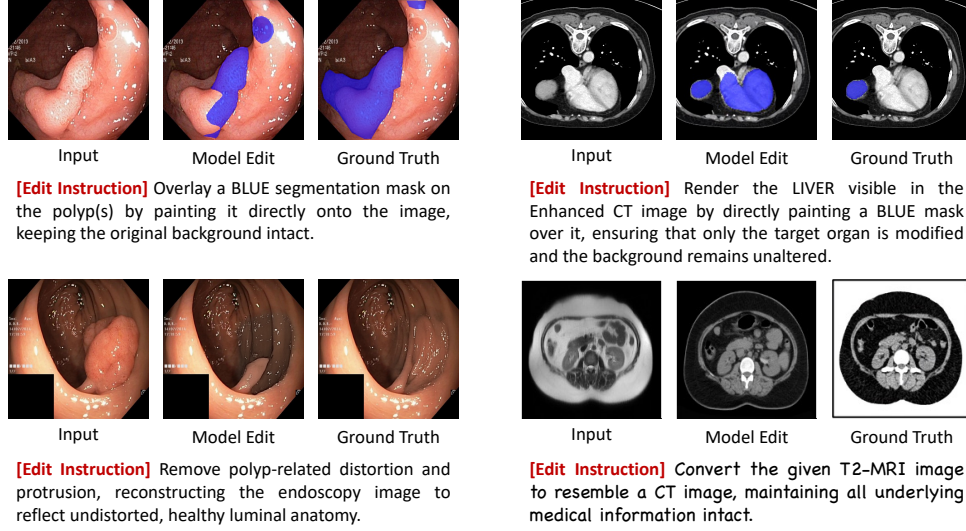 Input
Model Edit
Ground Truth
[Edit Instruction] Overlay a BLUE segmentation mask on
the polyp(s) by painting it directly onto the image,
keeping the original background intact.
Input
Model Edit
Ground Truth
[Edit Instruction] Render the LIVER visible in the
Enhanced CT image by directly painting a BLUE mask
over it, ensuring that only the target organ is modified
and the background remains unaltered.
Input
Model Edit
Ground Truth
[Edit Instruction] Remove polyp-related distortion and
protrusion, reconstructing the endoscopy image to
reflect undistorted, healthy luminal anatomy.
Input
Model Edit
Ground Truth
[Edit Instruction] Convert the given T2-MRI image
to resemble a CT image, maintaining all underlying
medical information intact.